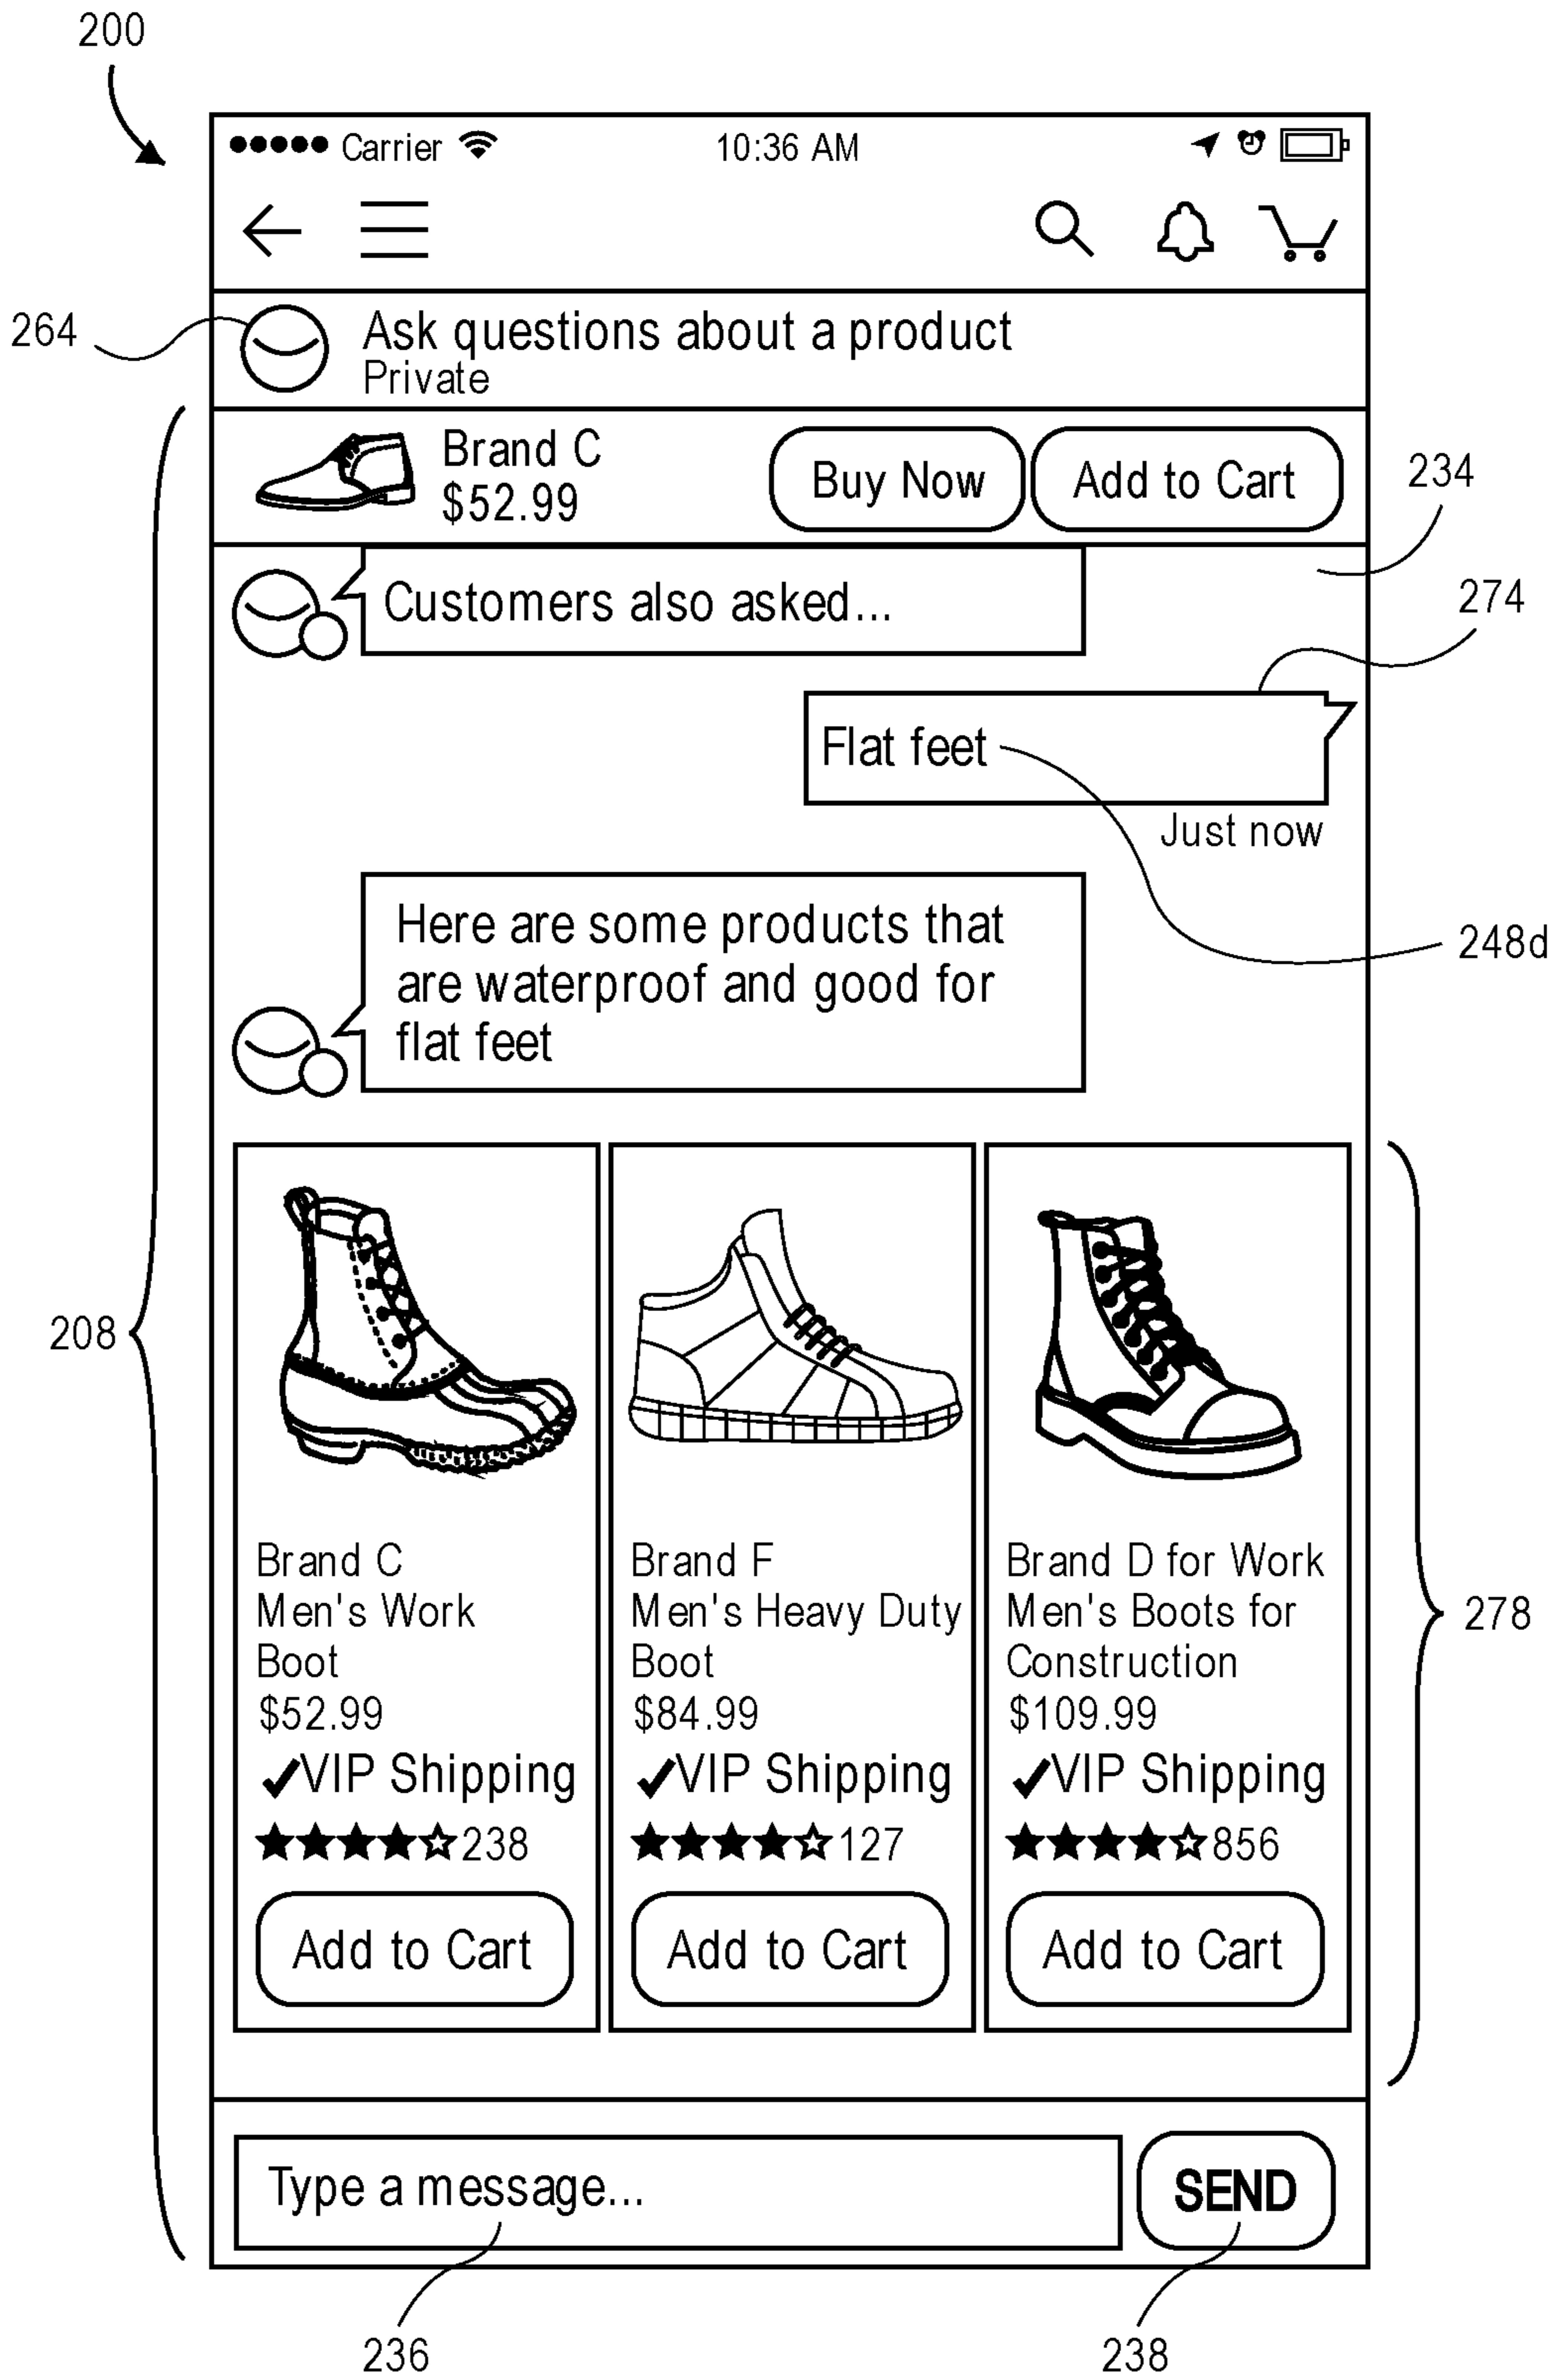 200
Carrier
10:36 AM
264
Ask questions about a product
Private
Brand C
$52.99
Buy Now
Add to Cart
234
Customers also asked...
274
Flat feet
Just now
248d
Here are some products that
are waterproof and good for
flat feet
208
278
Brand C
Men's Work
Boot
$52.99
VIP Shipping
238
Add to Cart
Brand F
Men's Heavy Duty
Boot
$84.99
VIP Shipping
127
Add to Cart
Brand D for Work
Men's Boots for
Construction
$109.99
VIP Shipping
856
Add to Cart
Type a message...
SEND
236
238